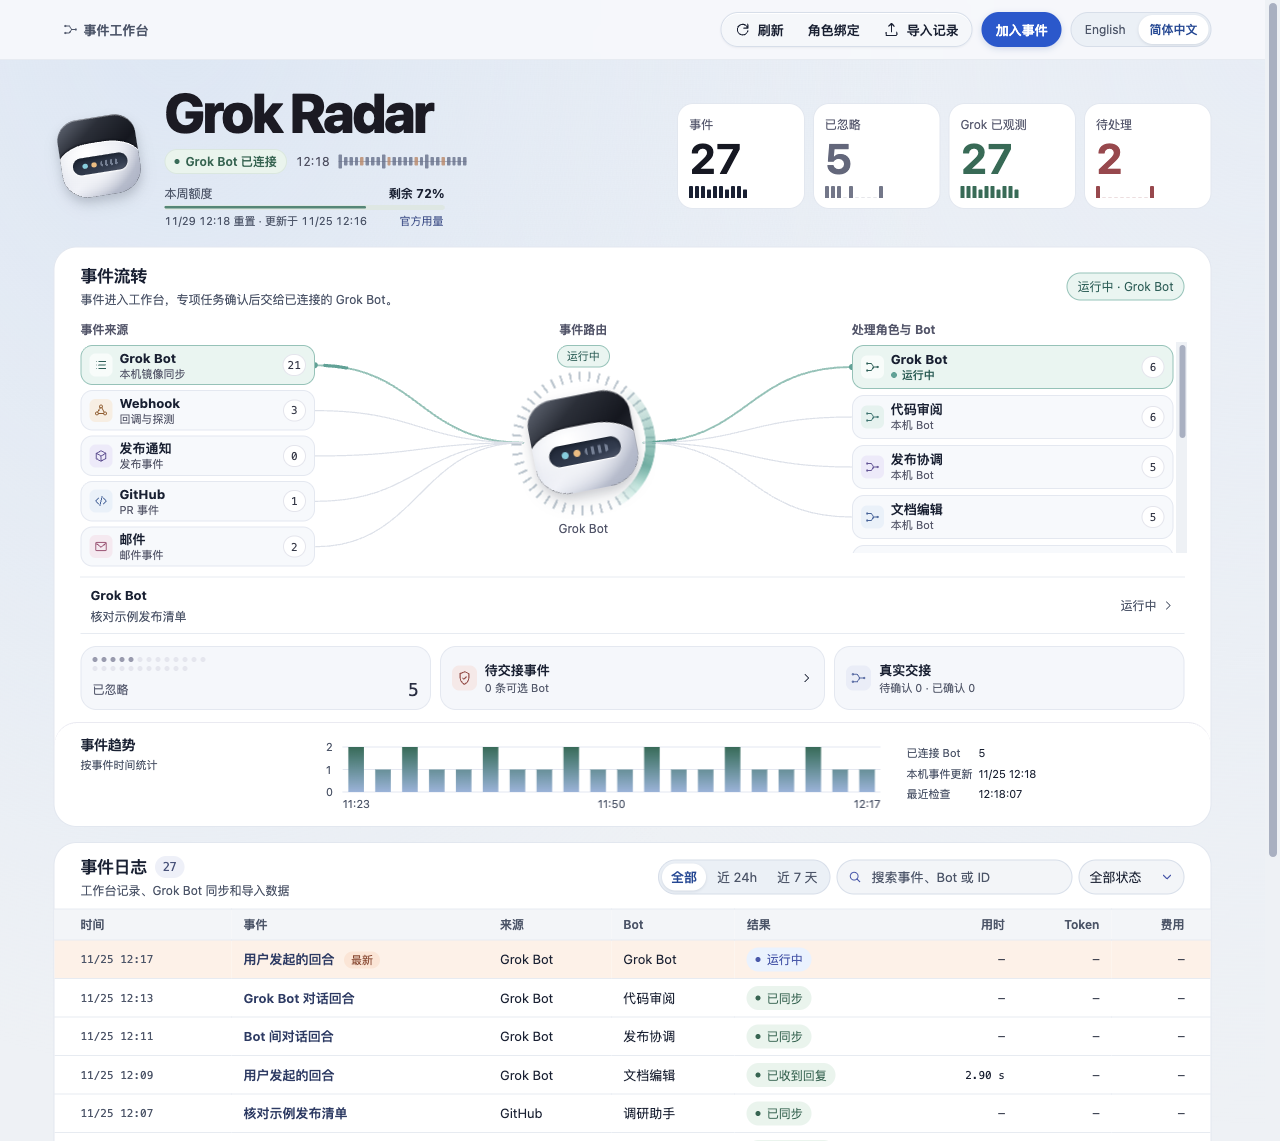 事件工作台
刷新
角色绑定
导入记录
加入事件
English
简体中文
Grok Radar
Grok Bot 已连接
12:18
本周额度
剩余 72%
11/29 12:18 重置 · 更新于 11/25 12:16
官方用量
事件
27
已忽略
5
Grok 已观测
27
待处理
2
事件流转
事件进入工作台，专项任务确认后交给已连接的 Grok Bot。
运行中 · Grok Bot
事件来源
Grok Bot
本机镜像同步
21
Webhook
回调与探测
3
发布通知
发布事件
0
GitHub
PR 事件
1
邮件
邮件事件
2
事件路由
运行中
Grok Bot
处理角色与 Bot
Grok Bot
运行中
6
代码审阅
本机 Bot
6
发布协调
本机 Bot
5
文档编辑
本机 Bot
5
Grok Bot
核对示例发布清单
运行中
已忽略
5
待交接事件
0 条可选 Bot
真实交接
待确认 0 · 已确认 0
事件趋势
按事件时间统计
2
1
0
11:23
11:50
12:17
已连接 Bot 5
本机事件更新 11/25 12:18
最近检查 12:18:07
事件日志 27
工作台记录、Grok Bot 同步和导入数据
全部
近 24h
近 7 天
搜索事件、Bot 或 ID
全部状态
时间 事件 来源 Bot 结果 用时 Token 费用
11/25 12:17 用户发起的回合 最新 Grok Bot Grok Bot 运行中 – – –
11/25 12:13 Grok Bot 对话回合 Grok Bot 代码审阅 已同步 – – –
11/25 12:11 Bot 间对话回合 Grok Bot 发布协调 已同步 – – –
11/25 12:09 用户发起的回合 Grok Bot 文档编辑 已收到回复 2.90 s – –
11/25 12:07 核对示例发布清单 GitHub 调研助手 已同步 – – –